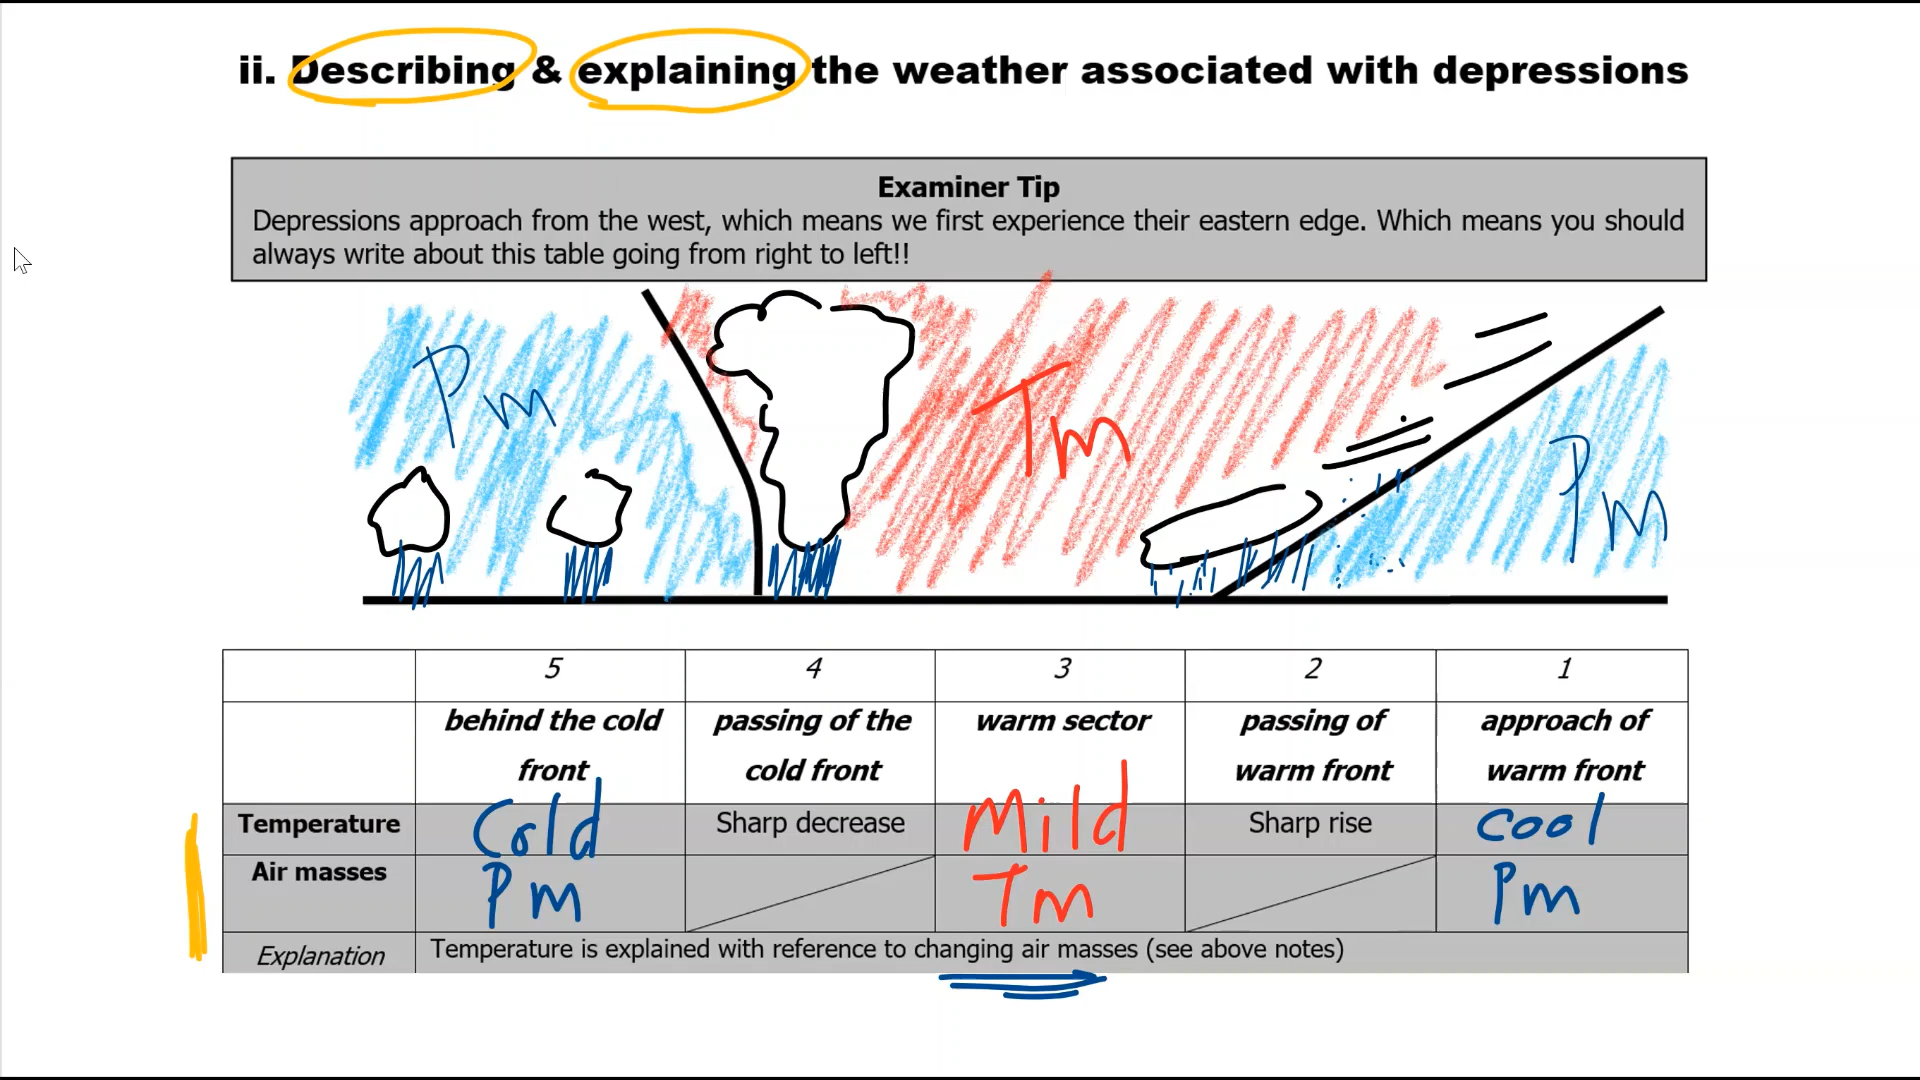 ii. Describing & explaining the weather associated with depressions
Examiner Tip
Depressions approach from the west, which means we first experience their eastern edge. Which means you should
always write about this table going from right to left!!
Pm
Tm
Pm
5 4 3 2 1
behind the cold front passing of the cold front warm sector passing of warm front approach of warm front
Temperature Cold Sharp decrease Mild Sharp rise Cool
Air masses Pm Tm Pm
Explanation Temperature is explained with reference to changing air masses (see above notes)